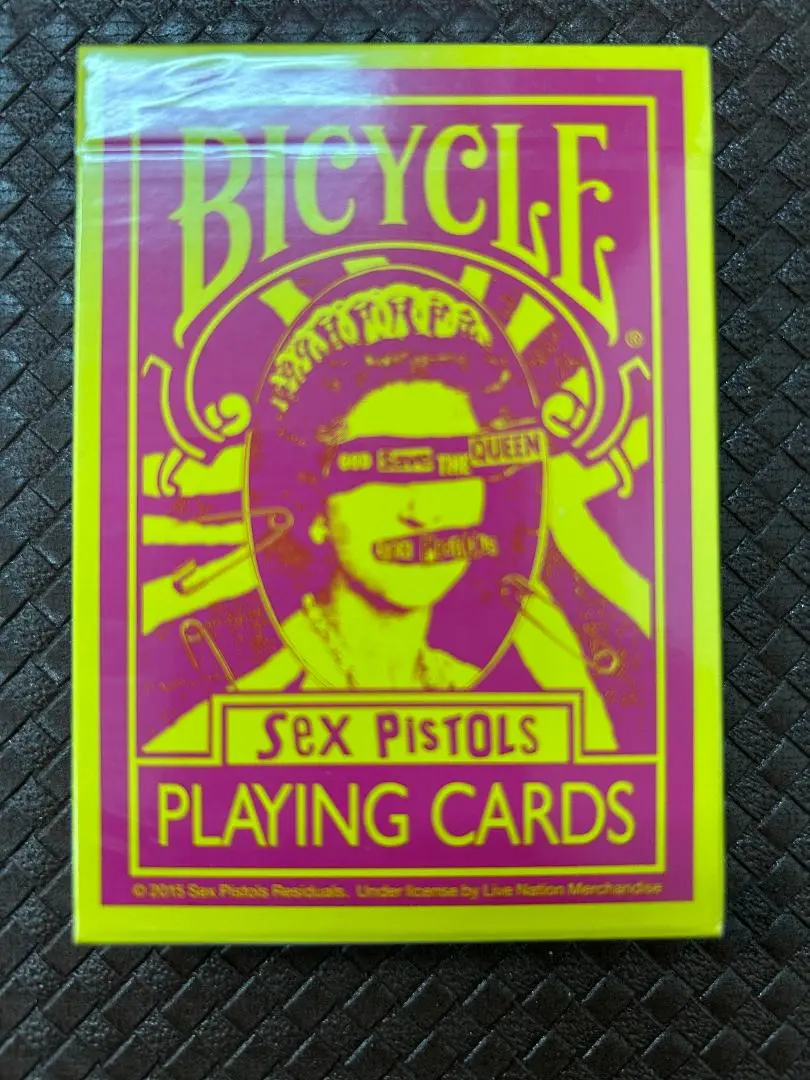 BICYCLE
®
GOD SAVE THE QUEEN
SEX PISTOLS
SEX PISTOLS
PLAYING CARDS
© 2015 Sex Pistols Residuals. Under license by Live Nation Merchandise